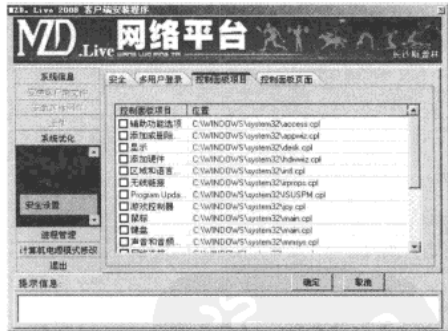 MZD. Live 2008 客户端安装程序
MZD.Live 网络平台
系统信息
系统优化
安全设置
进程管理
计算机电源模式修改
退出
安全 多用户登录 控制面板项目 控制面板页面
控制面板项目 位置
辅助功能选项 C:\WINDOWS\system32\access.cpl
添加或删除... C:\WINDOWS\system32\appwiz.cpl
显示 C:\WINDOWS\system32\desk.cpl
添加硬件 C:\WINDOWS\system32\hdwwiz.cpl
区域和语言... C:\WINDOWS\system32\intl.cpl
无线链接 C:\WINDOWS\system32\irprops.cpl
Program Upda... C:\WINDOWS\system32\ISUSPM.cpl
游戏控制器 C:\WINDOWS\system32\joy.cpl
鼠标 C:\WINDOWS\system32\main.cpl
键盘 C:\WINDOWS\system32\main.cpl
声音和音频... C:\WINDOWS\system32\mmsys.cpl
提示信息 确定 取消